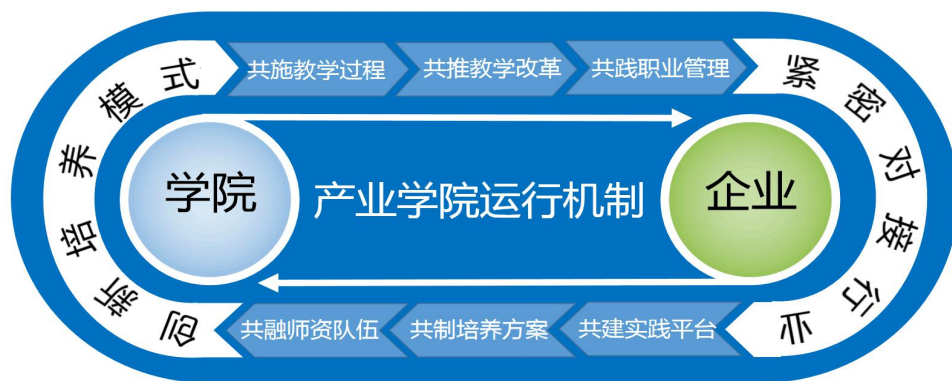 创新培养模式
共施教学过程
共推教学改革
共践职业管理
紧密对接行业
学院
产业学院运行机制
企业
共融师资队伍
共制培养方案
共建实践平台